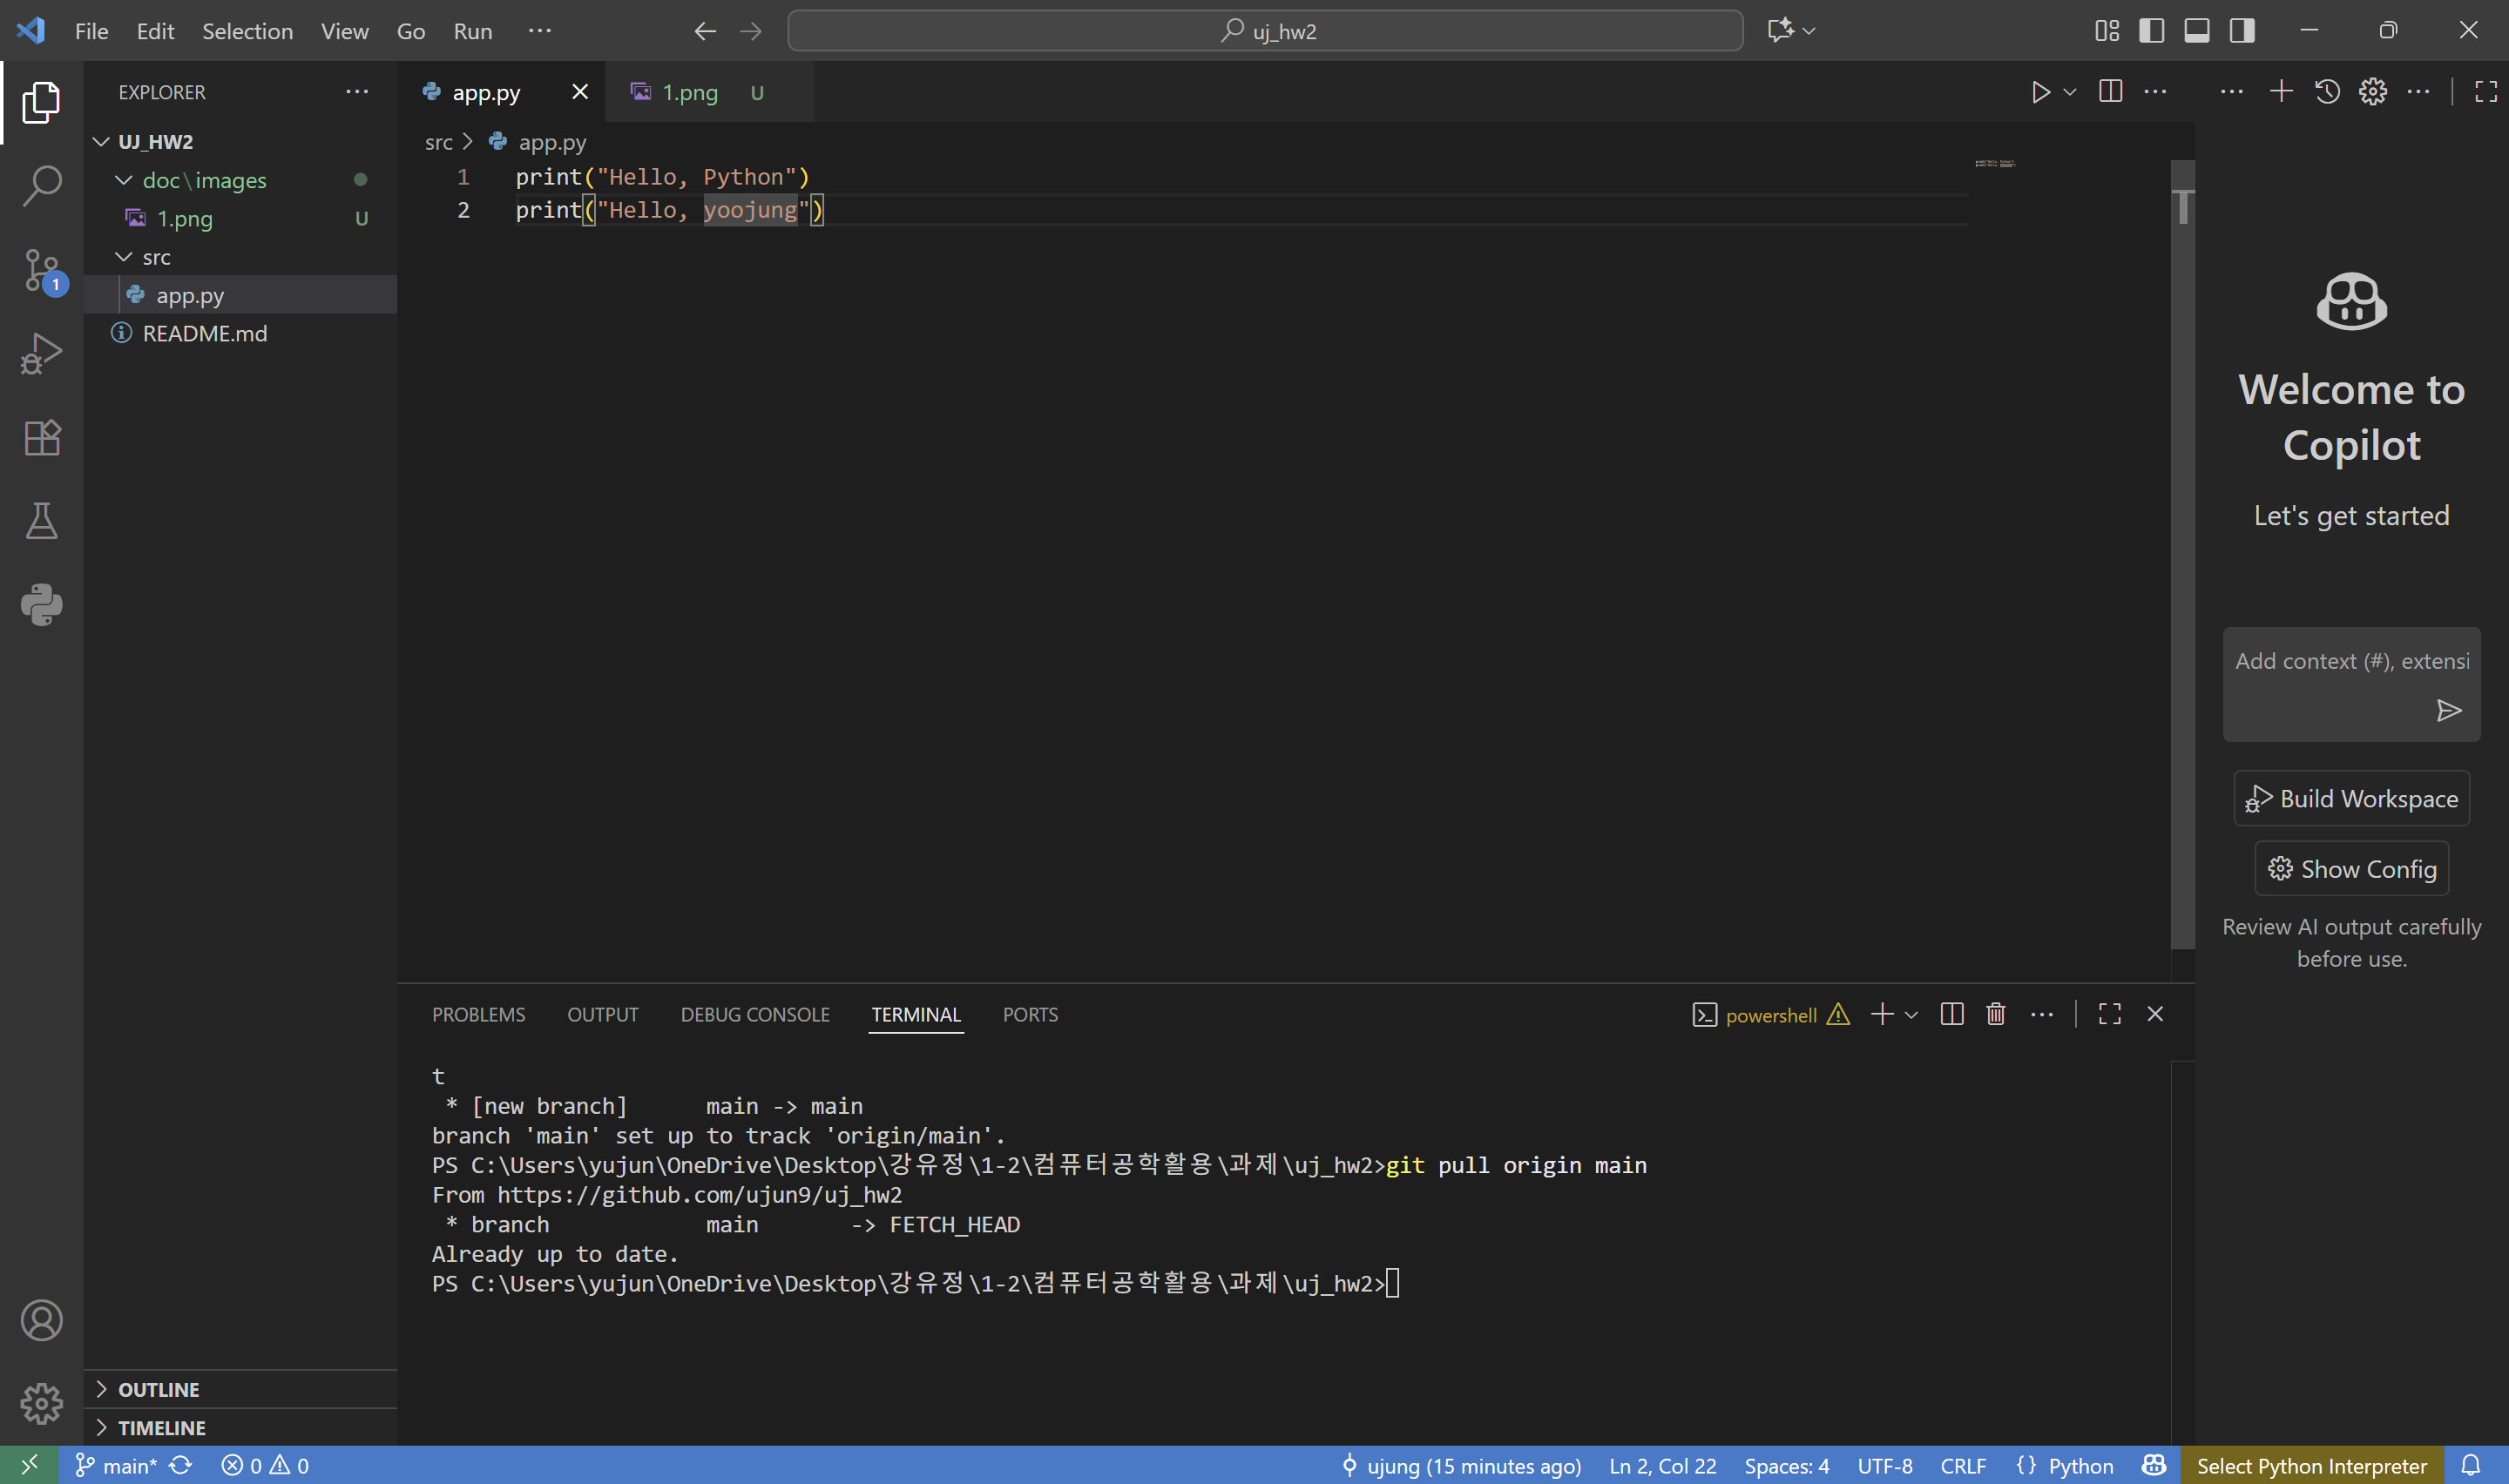 File Edit Selection View Go Run ···
uj_hw2
EXPLORER
UJ_HW2
doc\images
1.png U
src
app.py
README.md
1
OUTLINE
TIMELINE
app.py
1.png U
src > app.py
1 print("Hello, Python")
2 print("Hello, yoojung")
Welcome to
Copilot
Let's get started
Add context (#), extensi
Build Workspace
Show Config
Review AI output carefully
before use.
PROBLEMS OUTPUT DEBUG CONSOLE TERMINAL PORTS
powershell
t
* [new branch] main -> main
branch 'main' set up to track 'origin/main'.
PS C:\Users\yujun\OneDrive\Desktop\강유정\1-2\컴퓨터공학활용\과제\uj_hw2>git pull origin main
From https://github.com/ujun9/uj_hw2
* branch main -> FETCH_HEAD
Already up to date.
PS C:\Users\yujun\OneDrive\Desktop\강유정\1-2\컴퓨터공학활용\과제\uj_hw2>
main* 0 0 ujung (15 minutes ago) Ln 2, Col 22 Spaces: 4 UTF-8 CRLF {} Python Select Python Interpreter